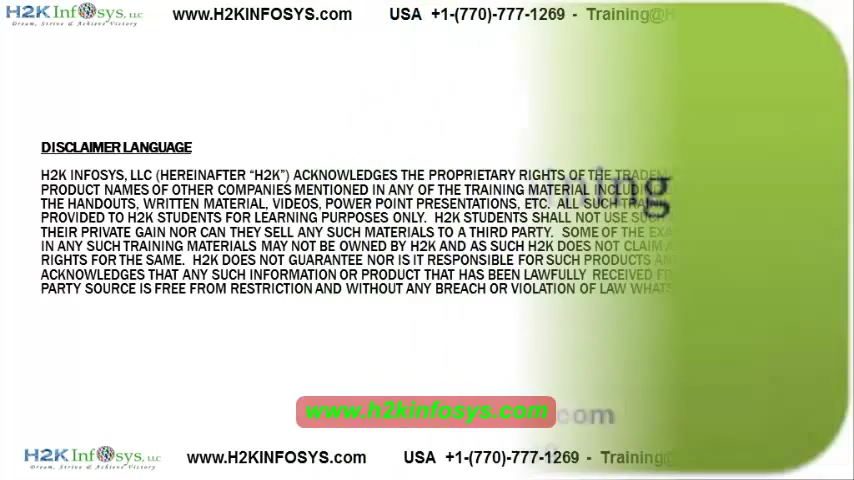 H2K Infosys, LLC www.H2KINFOSYS.com USA +1-(770)-777-1269 - Training@H
Dream, Strive & Achieve Victory
DISCLAIMER LANGUAGE
H2K INFOSYS, LLC (HEREINAFTER “H2K”) ACKNOWLEDGES THE PROPRIETARY RIGHTS OF THE TRADEM
PRODUCT NAMES OF OTHER COMPANIES MENTIONED IN ANY OF THE TRAINING MATERIAL INCLUDING
THE HANDOUTS, WRITTEN MATERIAL, VIDEOS, POWER POINT PRESENTATIONS, ETC. ALL SUCH TRAIN
PROVIDED TO H2K STUDENTS FOR LEARNING PURPOSES ONLY. H2K STUDENTS SHALL NOT USE SUCH
THEIR PRIVATE GAIN NOR CAN THEY SELL ANY SUCH MATERIALS TO A THIRD PARTY. SOME OF THE EXA
IN ANY SUCH TRAINING MATERIALS MAY NOT BE OWNED BY H2K AND AS SUCH H2K DOES NOT CLAIM A
RIGHTS FOR THE SAME. H2K DOES NOT GUARANTEE NOR IS IT RESPONSIBLE FOR SUCH PRODUCTS AN
ACKNOWLEDGES THAT ANY SUCH INFORMATION OR PRODUCT THAT HAS BEEN LAWFULLY RECEIVED F
PARTY SOURCE IS FREE FROM RESTRICTION AND WITHOUT ANY BREACH OR VIOLATION OF LAW WHATS
ning
www.h2kinfosys.com
.com
H2K Infosys, LLC www.H2KINFOSYS.com USA +1-(770)-777-1269 - Training@
Dream, Strive & Achieve Victory